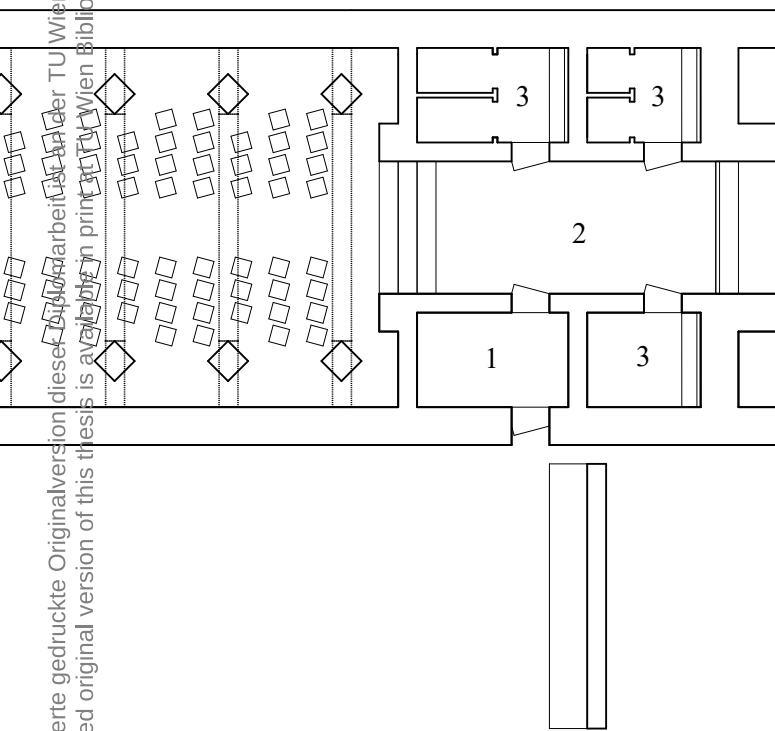 3
3
2
1
3
erte gedruckte Originalversion dieser Diplomarbeit ist an der TU Wien
ed original version of this thesis is available in print at TU Wien Biblio